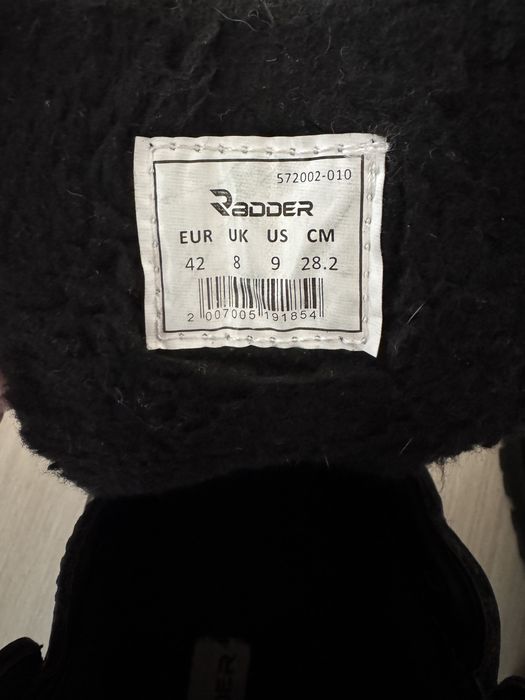 572002-010
RADDER
EUR UK US CM
42 8 9 28.2
2 007005 191854